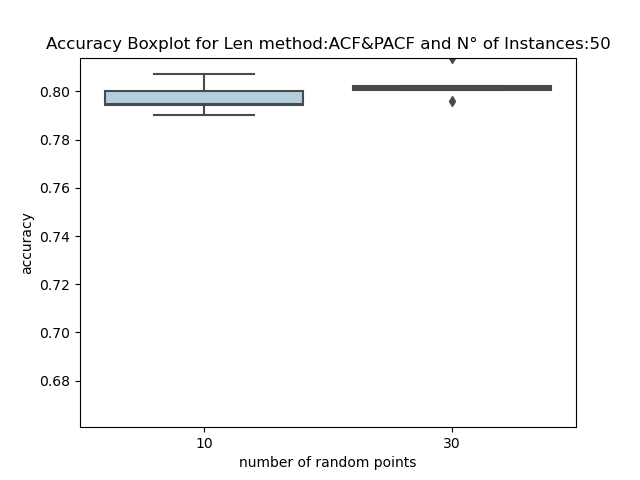 Accuracy Boxplot for Len method:ACF&PACF and N° of Instances:50
0.80
0.78
0.76
0.74
0.72
0.70
0.68
accuracy
10 30
number of random points